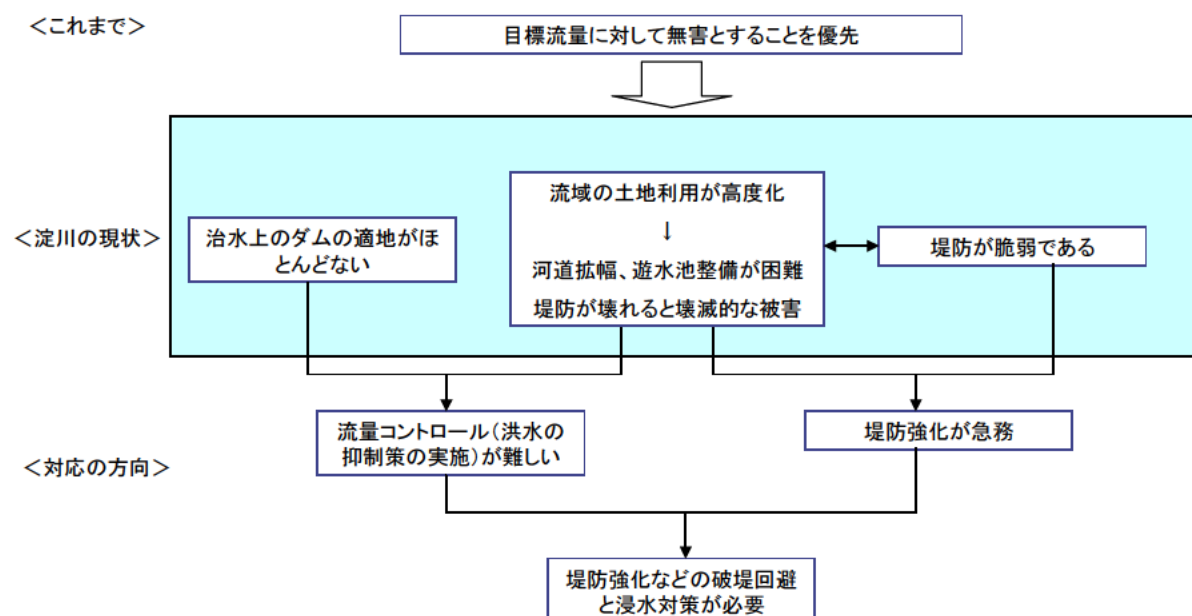 ＜これまで＞
目標流量に対して無害とすることを優先
＜淀川の現状＞
治水上のダムの適地がほ
とんどない
流域の土地利用が高度化
↓
河道拡幅、遊水池整備が困難
堤防が壊れると壊滅的な被害
堤防が脆弱である
＜対応の方向＞
流量コントロール（洪水の
抑制策の実施）が難しい
堤防強化が急務
堤防強化などの破堤回避
と浸水対策が必要